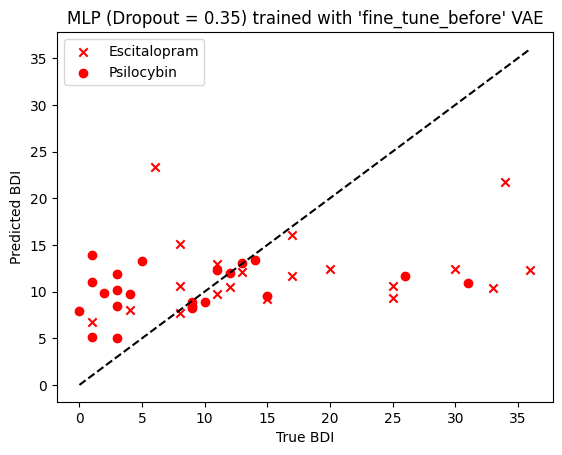 MLP (Dropout = 0.35) trained with 'fine_tune_before' VAE
Escitalopram
Psilocybin
Predicted BDI
35
30
25
20
15
10
5
0
0 5 10 15 20 25 30 35
True BDI